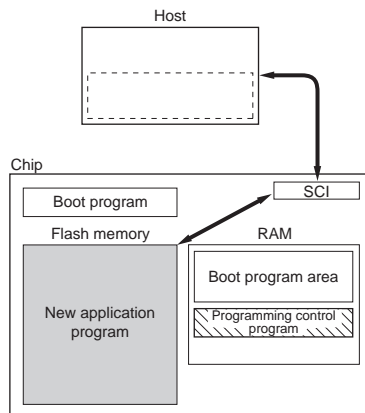 Host
Chip
SCI
Boot program
Flash memory
RAM
New application
program
Boot program area
Programming control
program